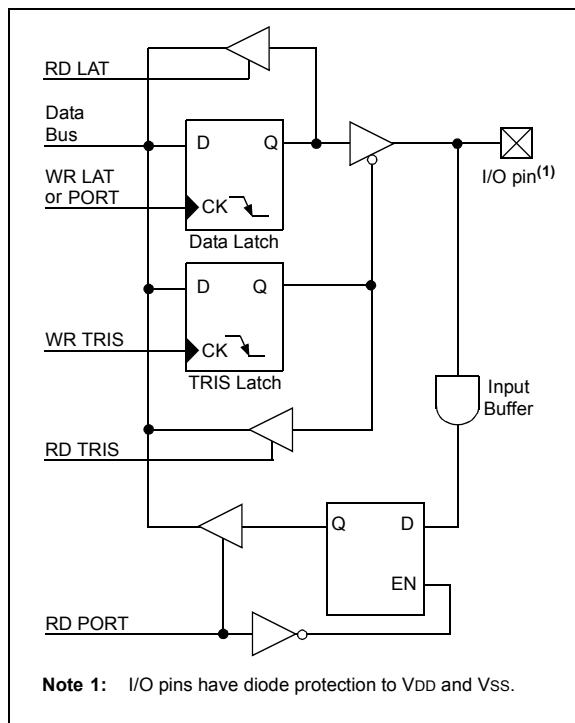 RD LAT
Data
Bus
D
Q
I/O pin(1)
WR LAT
or PORT
CK
Data Latch
D
Q
WR TRIS
CK
TRIS Latch
Input
Buffer
RD TRIS
Q
D
EN
RD PORT
Note 1: I/O pins have diode protection to VDD and VSS.